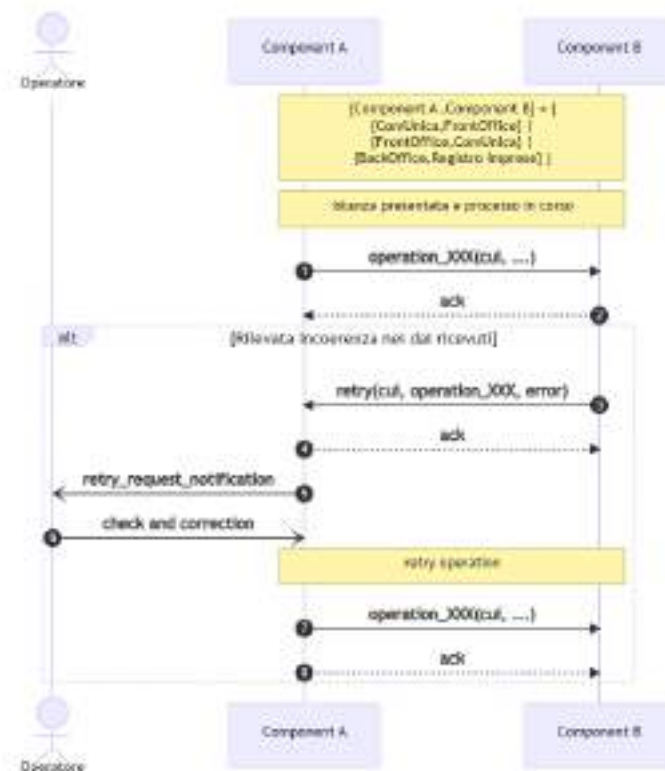 Operatore
Component A
Component B
[Component A, Component B] = {
[ComUnica,FrontOffice] |
[FrontOffice,ComUnica] |
[BackOffice,Registro Imprese] }
Istanza presentata e processo in corso
1
operation_XXX(cui, ....)
ack
2
alt
[Rilevata incoerenza nei dai ricevuti]
retry(cui, operation_XXX, error)
3
4
ack
retry_request_notification
5
6
check and correction
retry operation
7
operation_XXX(cui, ....)
8
ack
Operatore
Component A
Component B